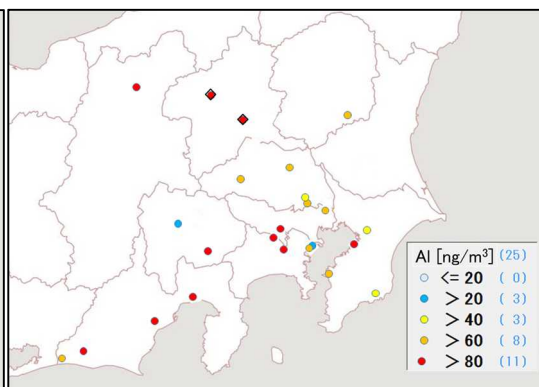 Al [ng/m³] (25)
<= 20 ( 0)
> 20 ( 3)
> 40 ( 3)
> 60 ( 8)
> 80 (11)